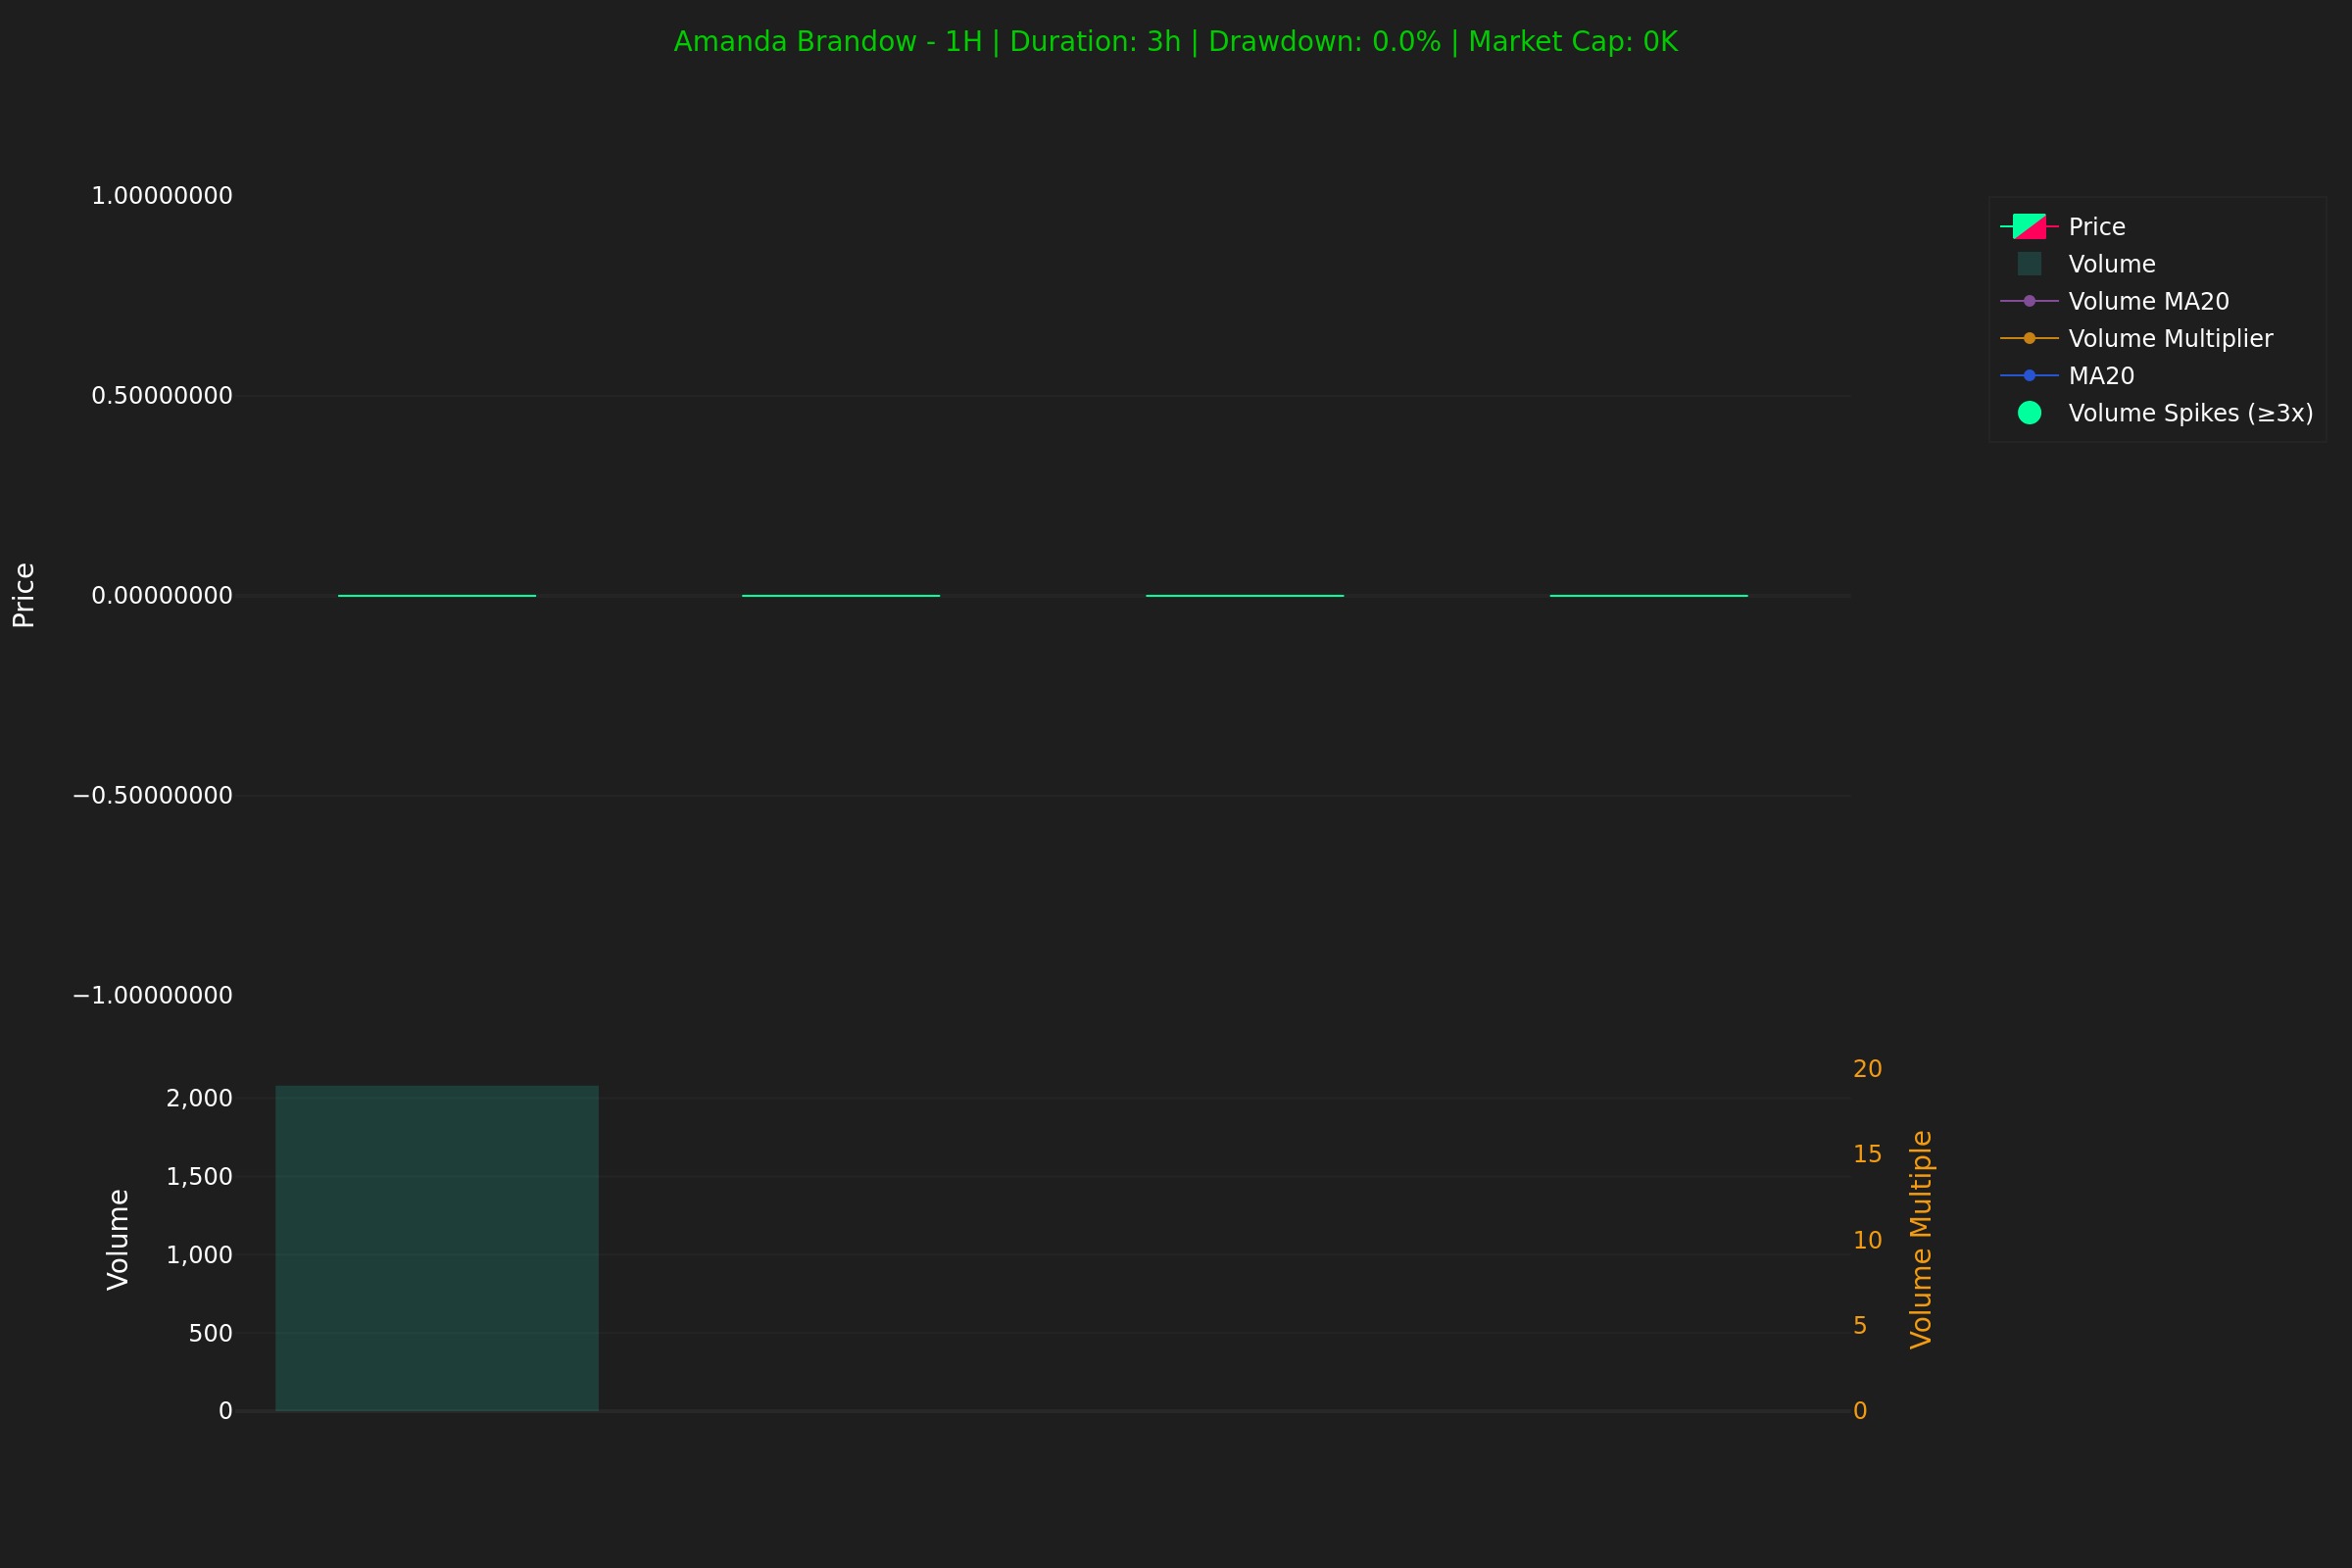 Amanda Brandow - 1H | Duration: 3h | Drawdown: 0.0% | Market Cap: 0K
Price
1.00000000
0.50000000
0.00000000
−0.50000000
−1.00000000
Price
Volume
Volume MA20
Volume Multiplier
MA20
Volume Spikes (≥3x)
Volume
2,000
1,500
1,000
500
0
20
15
10
5
0
Volume Multiple